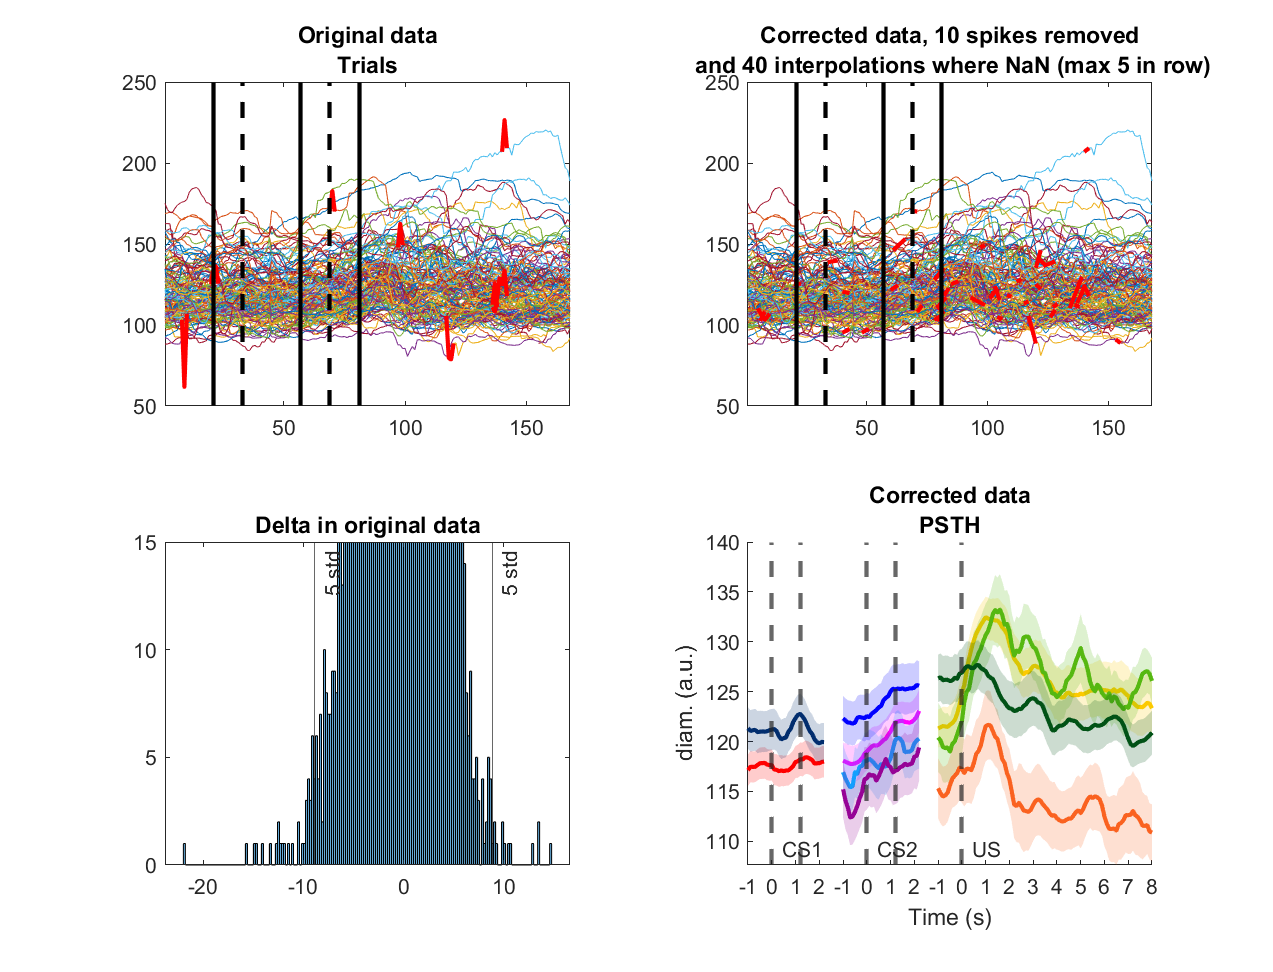 Original data
Trials
250
200
150
100
50
50
100
150
Corrected data, 10 spikes removed
and 40 interpolations where NaN (max 5 in row)
250
200
150
100
50
50
100
150
Delta in original data
15
10
5
0
5 std
5 std
-20
-10
0
10
Corrected data
PSTH
140
135
130
125
120
115
110
diam. (a.u.)
CS1
CS2
US
-1 0 1 2 -1 0 1 2 -1 0 1 2 3 4 5 6 7 8
Time (s)